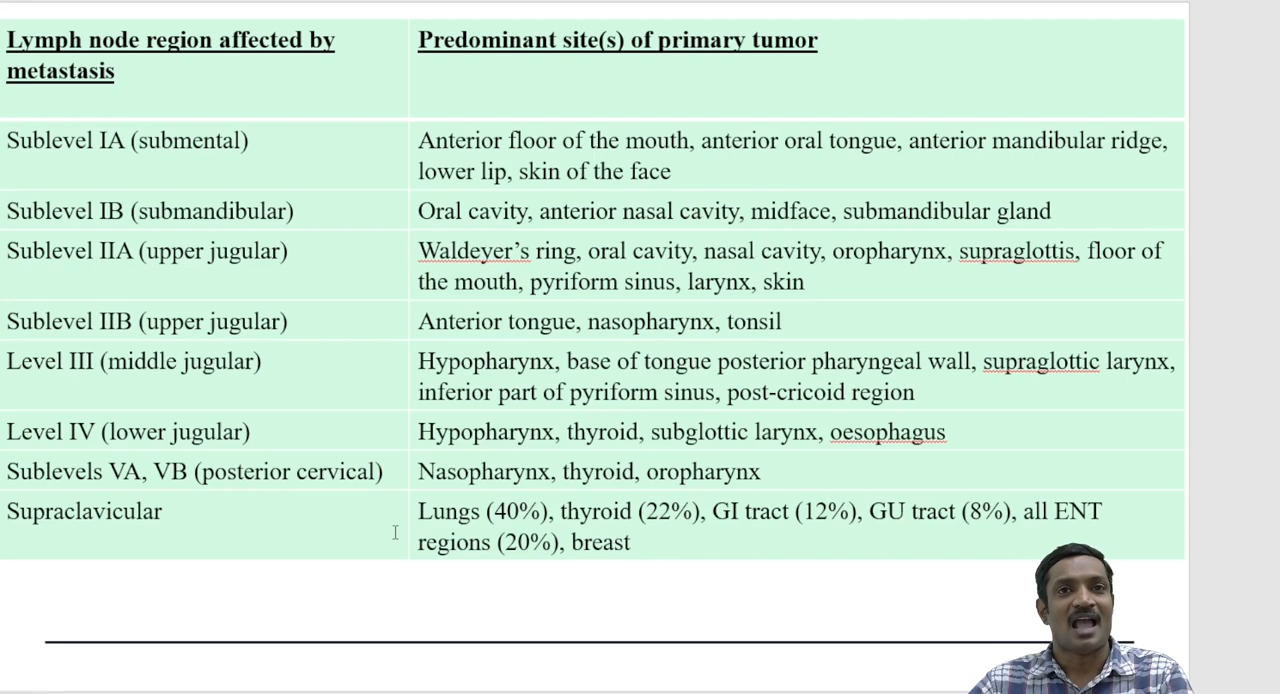 Lymph node region affected by
metastasis
Predominant site(s) of primary tumor
Sublevel IA (submental)
Anterior floor of the mouth, anterior oral tongue, anterior mandibular ridge,
lower lip, skin of the face
Sublevel IB (submandibular)
Oral cavity, anterior nasal cavity, midface, submandibular gland
Sublevel IIA (upper jugular)
Waldeyer’s ring, oral cavity, nasal cavity, oropharynx, supraglottis, floor of
the mouth, pyriform sinus, larynx, skin
Sublevel IIB (upper jugular)
Anterior tongue, nasopharynx, tonsil
Level III (middle jugular)
Hypopharynx, base of tongue posterior pharyngeal wall, supraglottic larynx,
inferior part of pyriform sinus, post-cricoid region
Level IV (lower jugular)
Hypopharynx, thyroid, subglottic larynx, oesophagus
Sublevels VA, VB (posterior cervical)
Nasopharynx, thyroid, oropharynx
Supraclavicular
Lungs (40%), thyroid (22%), GI tract (12%), GU tract (8%), all ENT
regions (20%), breast